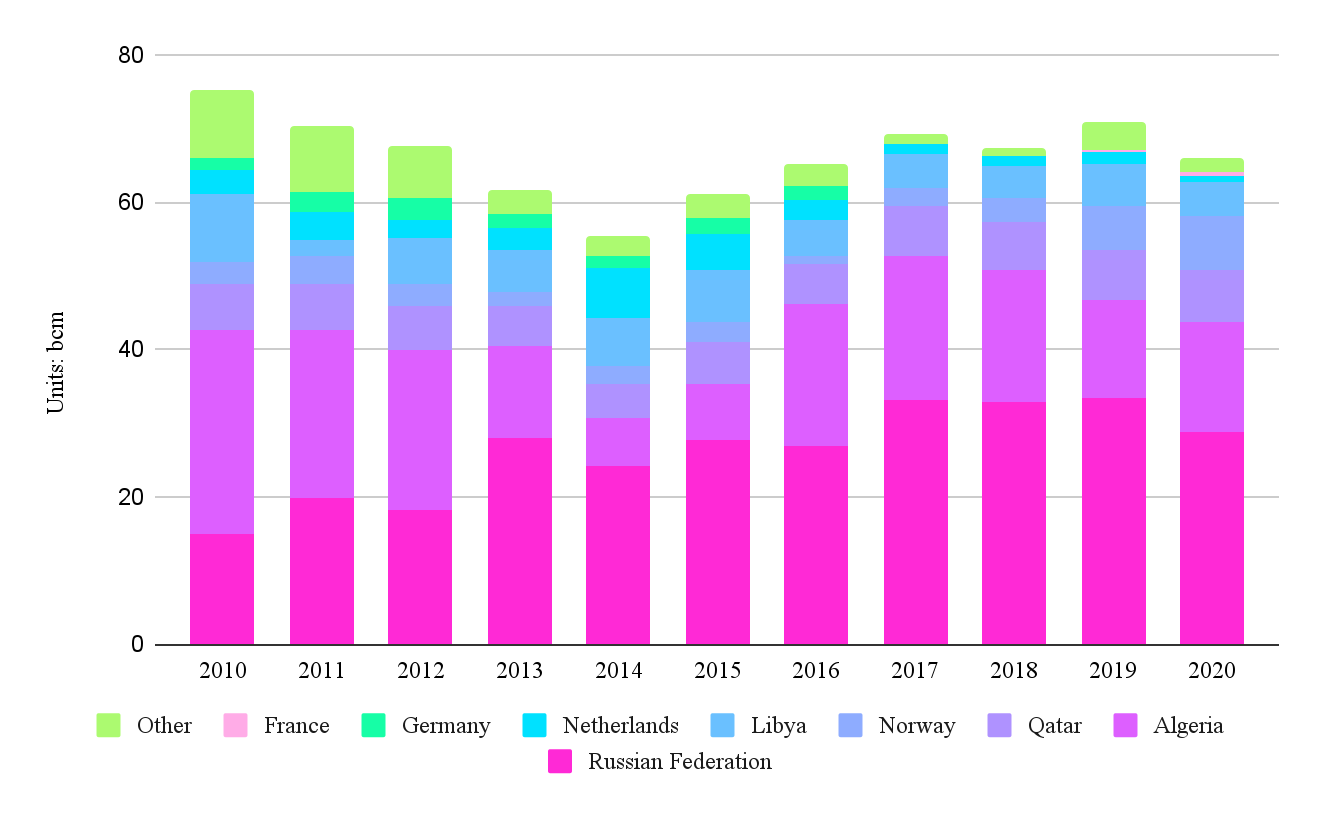 80
60
40
20
0
Units: bcm
2010 2011 2012 2013 2014 2015 2016 2017 2018 2019 2020
Other France Germany Netherlands Libya Norway Qatar Algeria
Russian Federation